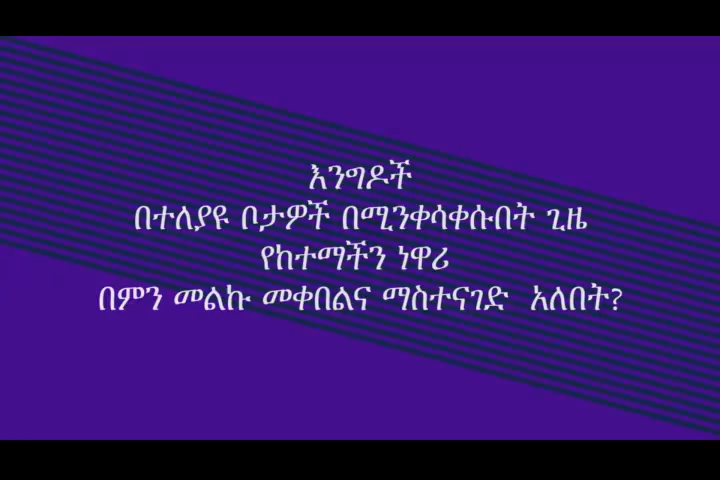 እንግዶች
በተለያዩ ቦታዎች በሚንቀሳቀሱበት ጊዜ
የከተማችን ነዋሪ
በምን መልኩ መቀበልና ማስተናገድ አለበት?